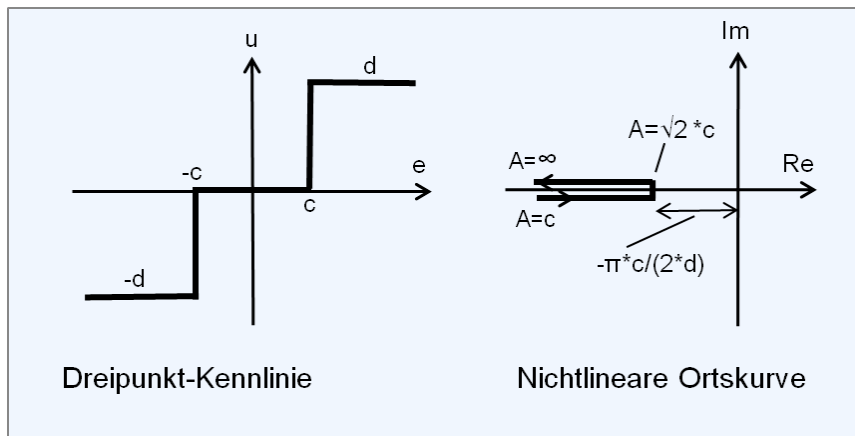 u
d
-c
e
c
-d
Dreipunkt-Kennlinie
Im
A=√2 *c
A=∞
Re
A=c
-π*c/(2*d)
Nichtlineare Ortskurve